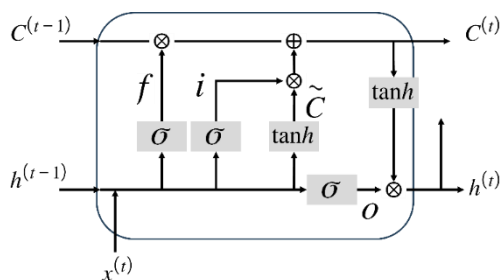 C^(t-1) ⊗ ⊕ C^(t)
f i ⊗ C̃ tanh
σ σ tanh
h^(t-1) σ o ⊗ h^(t)
x^(t)